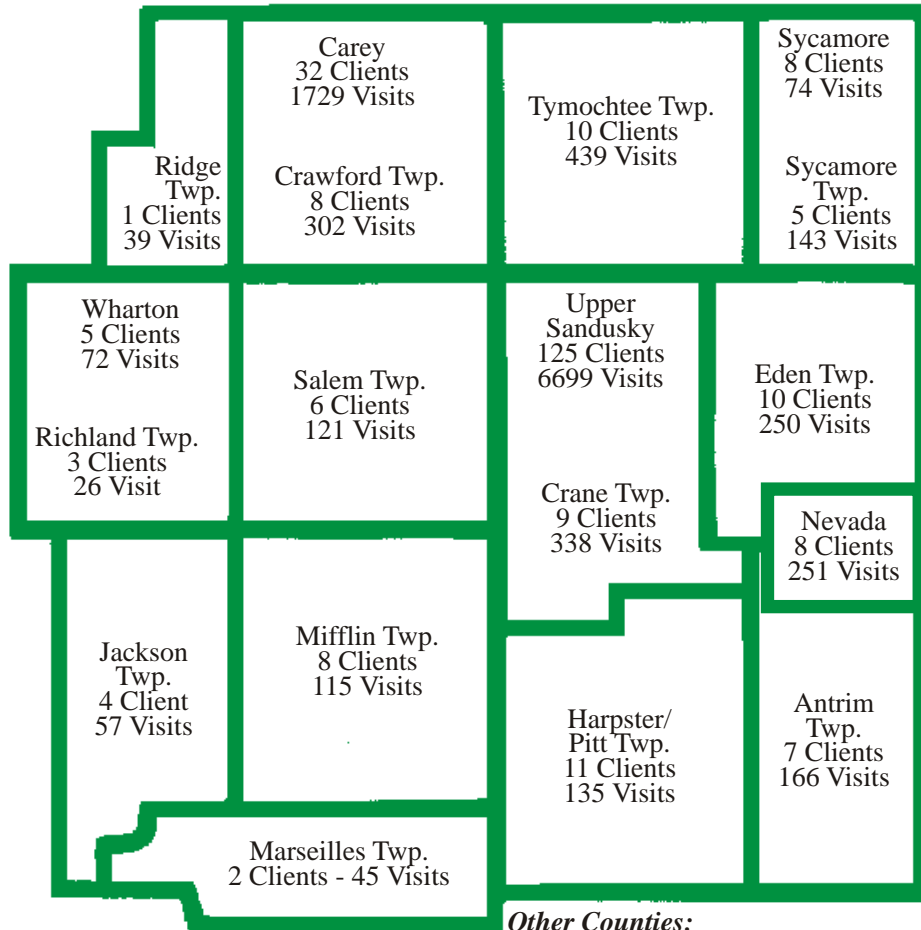 Carey
32 Clients
1729 Visits
Crawford Twp.
8 Clients
302 Visits
Tymochtee Twp.
10 Clients
439 Visits
Sycamore
8 Clients
74 Visits
Sycamore
Twp.
5 Clients
143 Visits
Ridge
Twp.
1 Clients
39 Visits
Wharton
5 Clients
72 Visits
Richland Twp.
3 Clients
26 Visit
Salem Twp.
6 Clients
121 Visits
Upper
Sandusky
125 Clients
6699 Visits
Crane Twp.
9 Clients
338 Visits
Eden Twp.
10 Clients
250 Visits
Nevada
8 Clients
251 Visits
Jackson
Twp.
4 Client
57 Visits
Mifflin Twp.
8 Clients
115 Visits
Harpster/
Pitt Twp.
11 Clients
135 Visits
Antrim
Twp.
7 Clients
166 Visits
Marseilles Twp.
2 Clients - 45 Visits
Other Counties: